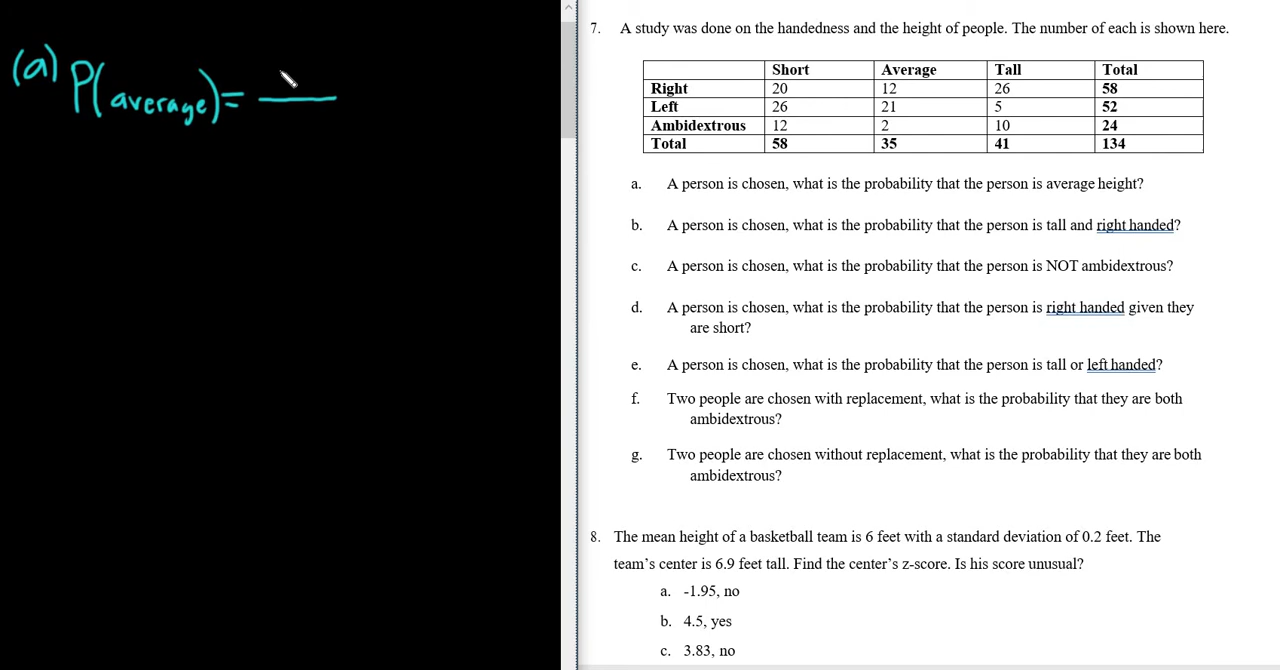 (a) P(average)=
7. A study was done on the handedness and the height of people. The number of each is shown here.
Short Average Tall Total
Right 20 12 26 58
Left 26 21 5 52
Ambidextrous 12 2 10 24
Total 58 35 41 134
a. A person is chosen, what is the probability that the person is average height?
b. A person is chosen, what is the probability that the person is tall and right handed?
c. A person is chosen, what is the probability that the person is NOT ambidextrous?
d. A person is chosen, what is the probability that the person is right handed given they
are short?
e. A person is chosen, what is the probability that the person is tall or left handed?
f. Two people are chosen with replacement, what is the probability that they are both
ambidextrous?
g. Two people are chosen without replacement, what is the probability that they are both
ambidextrous?
8. The mean height of a basketball team is 6 feet with a standard deviation of 0.2 feet. The
team’s center is 6.9 feet tall. Find the center’s z-score. Is his score unusual?
a. -1.95, no
b. 4.5, yes
c. 3.83, no